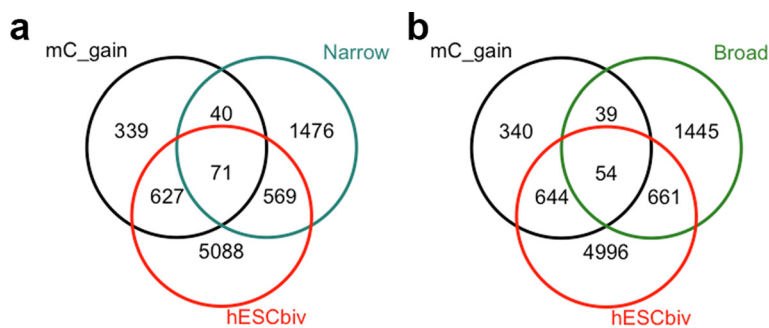 a
mC_gain
Narrow
339
40
1476
71
627
569
5088
hESCbiv
b
mC_gain
Broad
340
39
1445
54
644
661
4996
hESCbiv